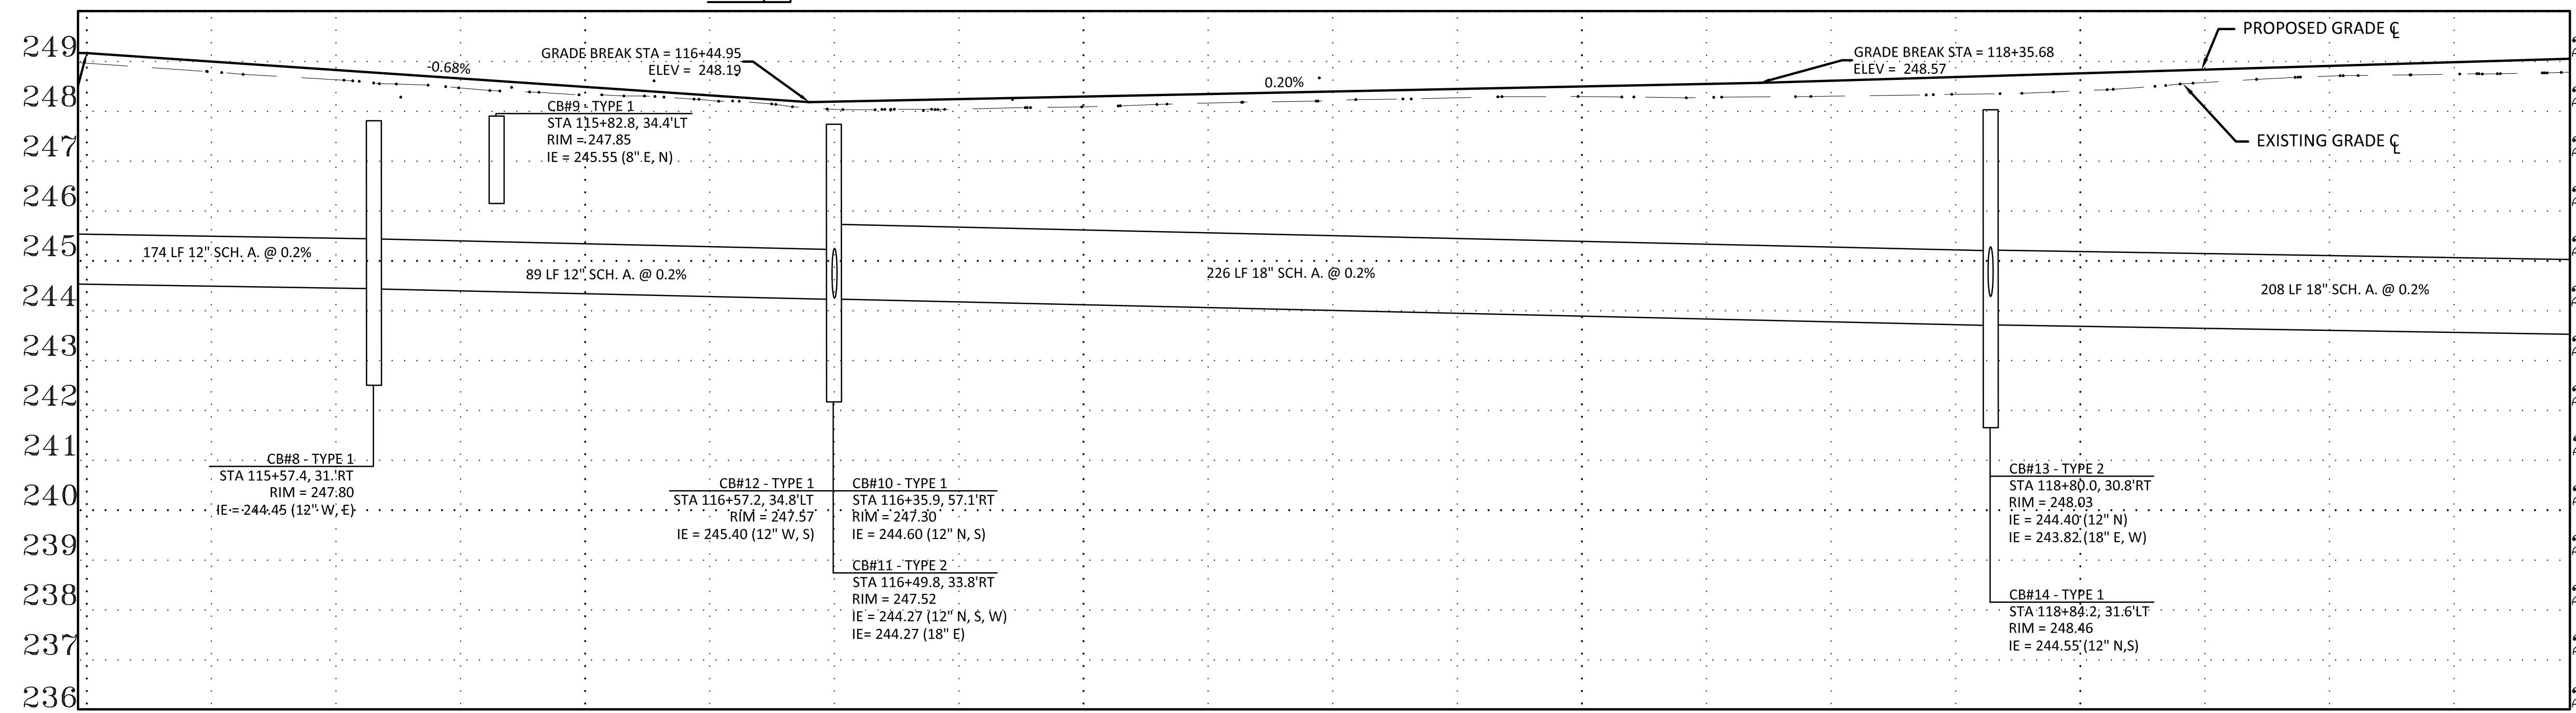 249
248
247
246
245
244
243
242
241
240
239
238
237
236
-0.68%
GRADE BREAK STA = 116+44.95
ELEV = 248.19
CB#9 - TYPE 1
STA 115+82.8, 34.4'LT
RIM = 247.85
IE = 245.55 (8" E, N)
0.20%
GRADE BREAK STA = 118+35.68
ELEV = 248.57
PROPOSED GRADE ℄
EXISTING GRADE ℄
174 LF 12" SCH. A. @ 0.2%
89 LF 12" SCH. A. @ 0.2%
226 LF 18" SCH. A. @ 0.2%
208 LF 18" SCH. A. @ 0.2%
CB#8 - TYPE 1
STA 115+57.4, 31.'RT
RIM = 247.80
IE = 244.45 (12" W, E)
CB#12 - TYPE 1
STA 116+57.2, 34.8'LT
RIM = 247.57
IE = 245.40 (12" W, S)
CB#10 - TYPE 1
STA 116+35.9, 57.1'RT
RIM = 247.30
IE = 244.60 (12" N, S)
CB#11 - TYPE 2
STA 116+49.8, 33.8'RT
RIM = 247.52
IE = 244.27 (12" N, S, W)
IE= 244.27 (18" E)
CB#13 - TYPE 2
STA 118+80.0, 30.8'RT
RIM = 248.03
IE = 244.40 (12" N)
IE = 243.82 (18" E, W)
CB#14 - TYPE 1
STA 118+84.2, 31.6'LT
RIM = 248.46
IE = 244.55 (12" N,S)